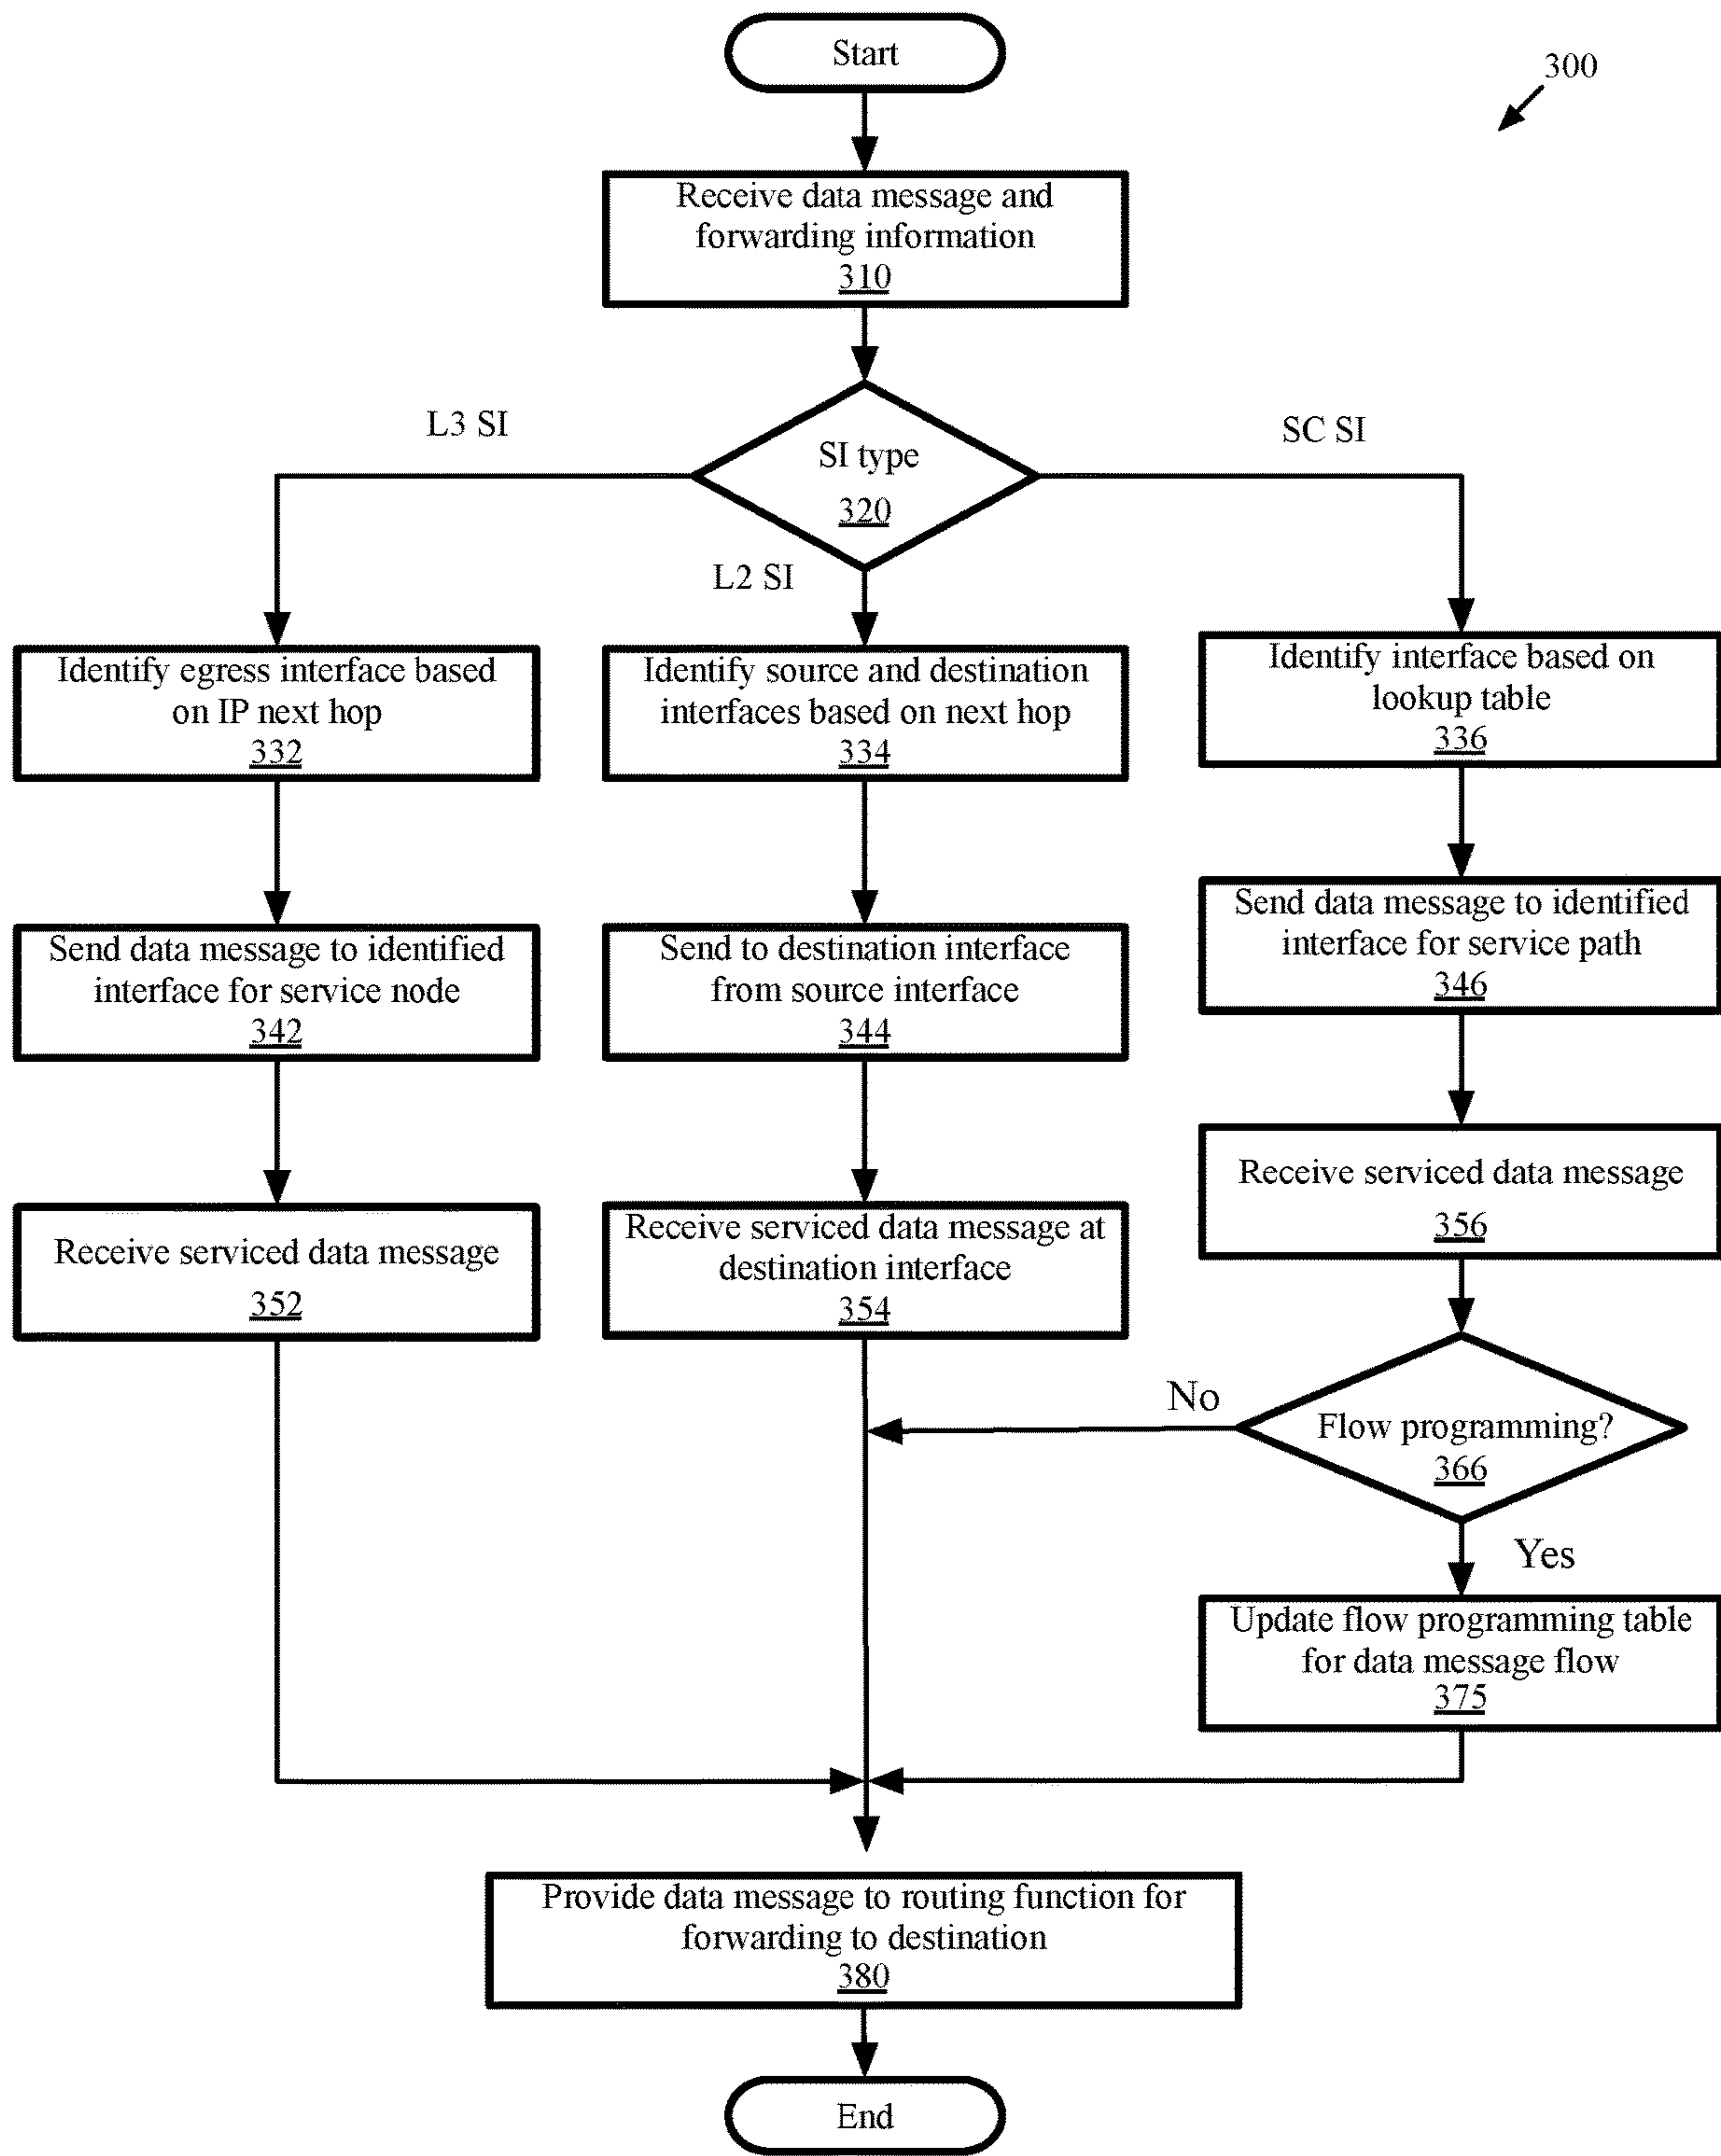 Start
300
Receive data message and
forwarding information
310
L3 SI
SC SI
SI type
320
L2 SI
Identify egress interface based
on IP next hop
332
Identify source and destination
interfaces based on next hop
334
Identify interface based on
lookup table
336
Send data message to identified
interface for service node
342
Send to destination interface
from source interface
344
Send data message to identified
interface for service path
346
Receive serviced data message
352
Receive serviced data message at
destination interface
354
Receive serviced data message
356
No
Flow programming?
366
Yes
Update flow programming table
for data message flow
375
Provide data message to routing function for
forwarding to destination
380
End